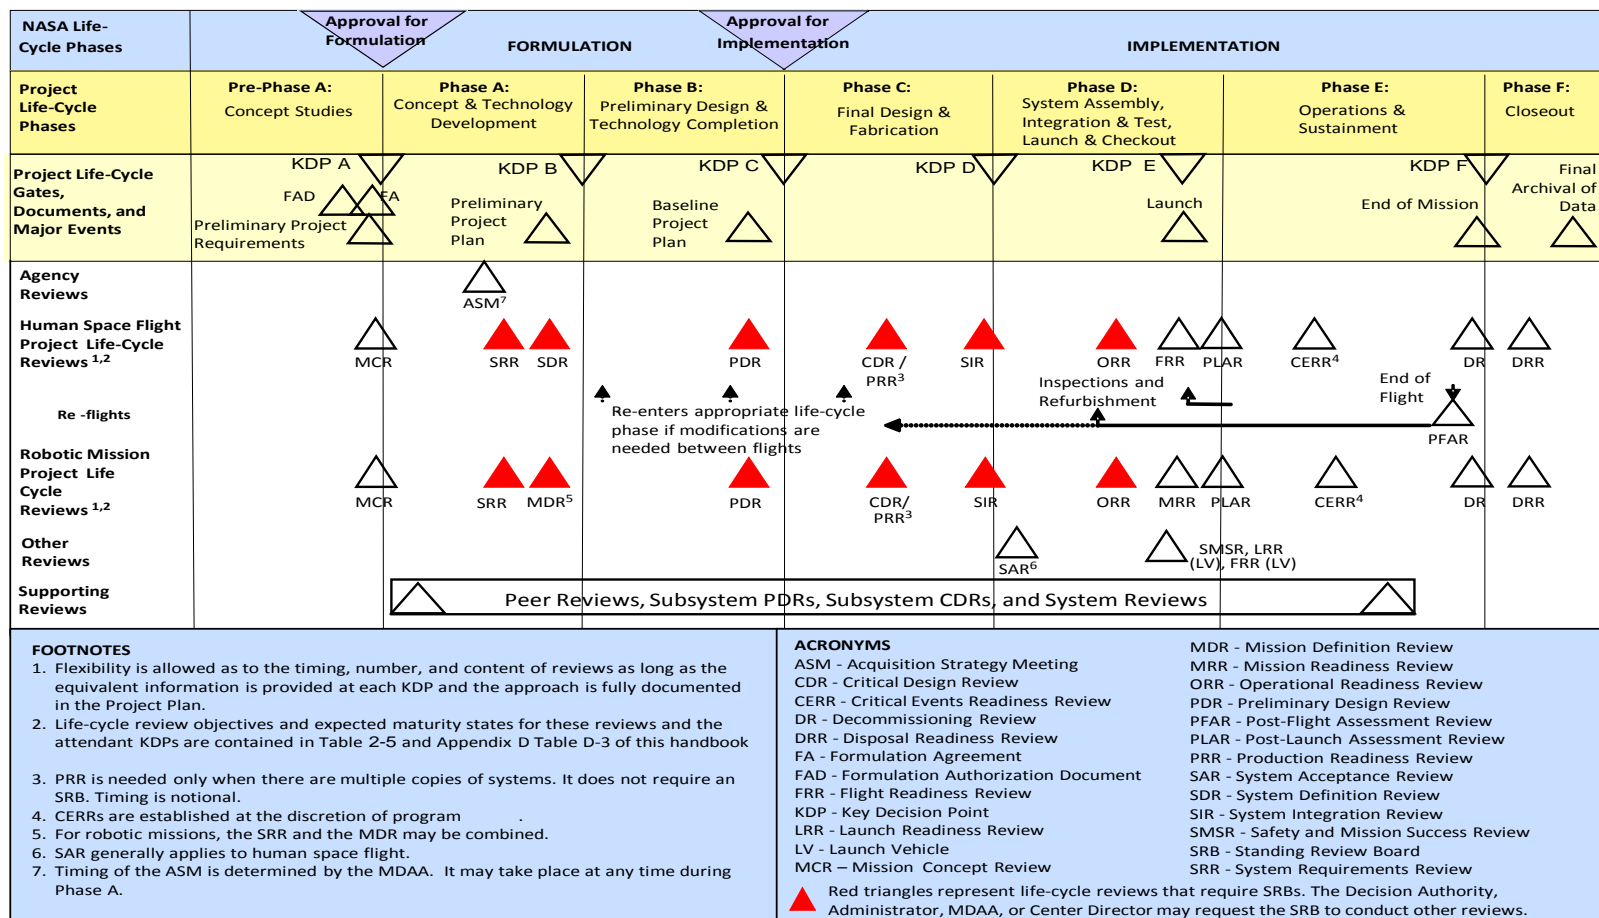 NASA Life-
Cycle Phases
Approval for
Formulation
FORMULATION
Approval for
Implementation
IMPLEMENTATION
Project
Life-Cycle
Phases
Pre-Phase A:
Concept Studies
Phase A:
Concept & Technology
Development
Phase B:
Preliminary Design &
Technology Completion
Phase C:
Final Design &
Fabrication
Phase D:
System Assembly,
Integration & Test,
Launch & Checkout
Phase E:
Operations &
Sustainment
Phase F:
Closeout
Project Life-Cycle
Gates,
Documents, and
Major Events
KDP A
KDP B
KDP C
KDP D
KDP E
KDP F
FAD
FA
Preliminary Project
Requirements
Preliminary
Project
Plan
Baseline
Project
Plan
Launch
End of Mission
Final
Archival of
Data
Agency
Reviews
ASM7
Human Space Flight
Project Life-Cycle
Reviews 1,2
MCR
SRR
SDR
PDR
CDR /
PRR3
SIR
ORR
FRR
PLAR
CERR4
DR
DRR
Re -flights
Re-enters appropriate life-cycle
phase if modifications are
needed between flights
Inspections and
Refurbishment
End of
Flight
PFAR
Robotic Mission
Project Life
Cycle
Reviews 1,2
MCR
SRR
MDR5
PDR
CDR/
PRR3
SIR
ORR
MRR
PLAR
CERR4
DR
DRR
Other
Reviews
SAR6
SMSR, LRR
(LV), FRR (LV)
Supporting
Reviews
Peer Reviews, Subsystem PDRs, Subsystem CDRs, and System Reviews
FOOTNOTES
1. Flexibility is allowed as to the timing, number, and content of reviews as long as the
equivalent information is provided at each KDP and the approach is fully documented
in the Project Plan.
2. Life-cycle review objectives and expected maturity states for these reviews and the
attendant KDPs are contained in Table 2-5 and Appendix D Table D-3 of this handbook
3. PRR is needed only when there are multiple copies of systems. It does not require an
SRB. Timing is notional.
4. CERRs are established at the discretion of program .
5. For robotic missions, the SRR and the MDR may be combined.
6. SAR generally applies to human space flight.
7. Timing of the ASM is determined by the MDAA. It may take place at any time during
Phase A.
ACRONYMS
ASM - Acquisition Strategy Meeting
CDR - Critical Design Review
CERR - Critical Events Readiness Review
DR - Decommissioning Review
DRR - Disposal Readiness Review
FA - Formulation Agreement
FAD - Formulation Authorization Document
FRR - Flight Readiness Review
KDP - Key Decision Point
LRR - Launch Readiness Review
LV - Launch Vehicle
MCR – Mission Concept Review
MDR - Mission Definition Review
MRR - Mission Readiness Review
ORR - Operational Readiness Review
PDR - Preliminary Design Review
PFAR - Post-Flight Assessment Review
PLAR - Post-Launch Assessment Review
PRR - Production Readiness Review
SAR - System Acceptance Review
SDR - System Definition Review
SIR - System Integration Review
SMSR - Safety and Mission Success Review
SRB - Standing Review Board
SRR - System Requirements Review
Red triangles represent life-cycle reviews that require SRBs. The Decision Authority,
Administrator, MDAA, or Center Director may request the SRB to conduct other reviews.